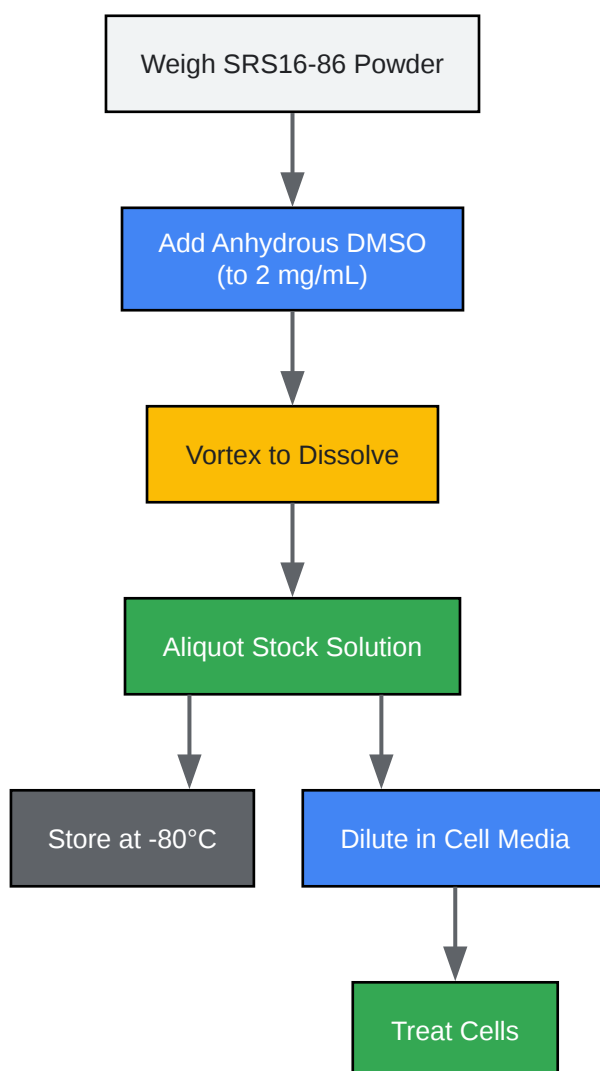 Weigh SRS16-86 Powder
Add Anhydrous DMSO
(to 2 mg/mL)
Vortex to Dissolve
Aliquot Stock Solution
Store at -80°C
Dilute in Cell Media
Treat Cells